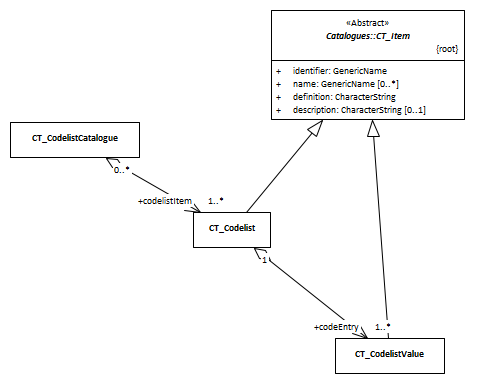 «Abstract»
Catalogues::CT_Item
{root}
+ identifier: GenericName
+ name: GenericName [0..*]
+ definition: CharacterString
+ description: CharacterString [0..1]
CT_CodelistCatalogue
0..*
+codelistItem 1..*
CT_Codelist
1
+codeEntry 1..*
CT_CodelistValue